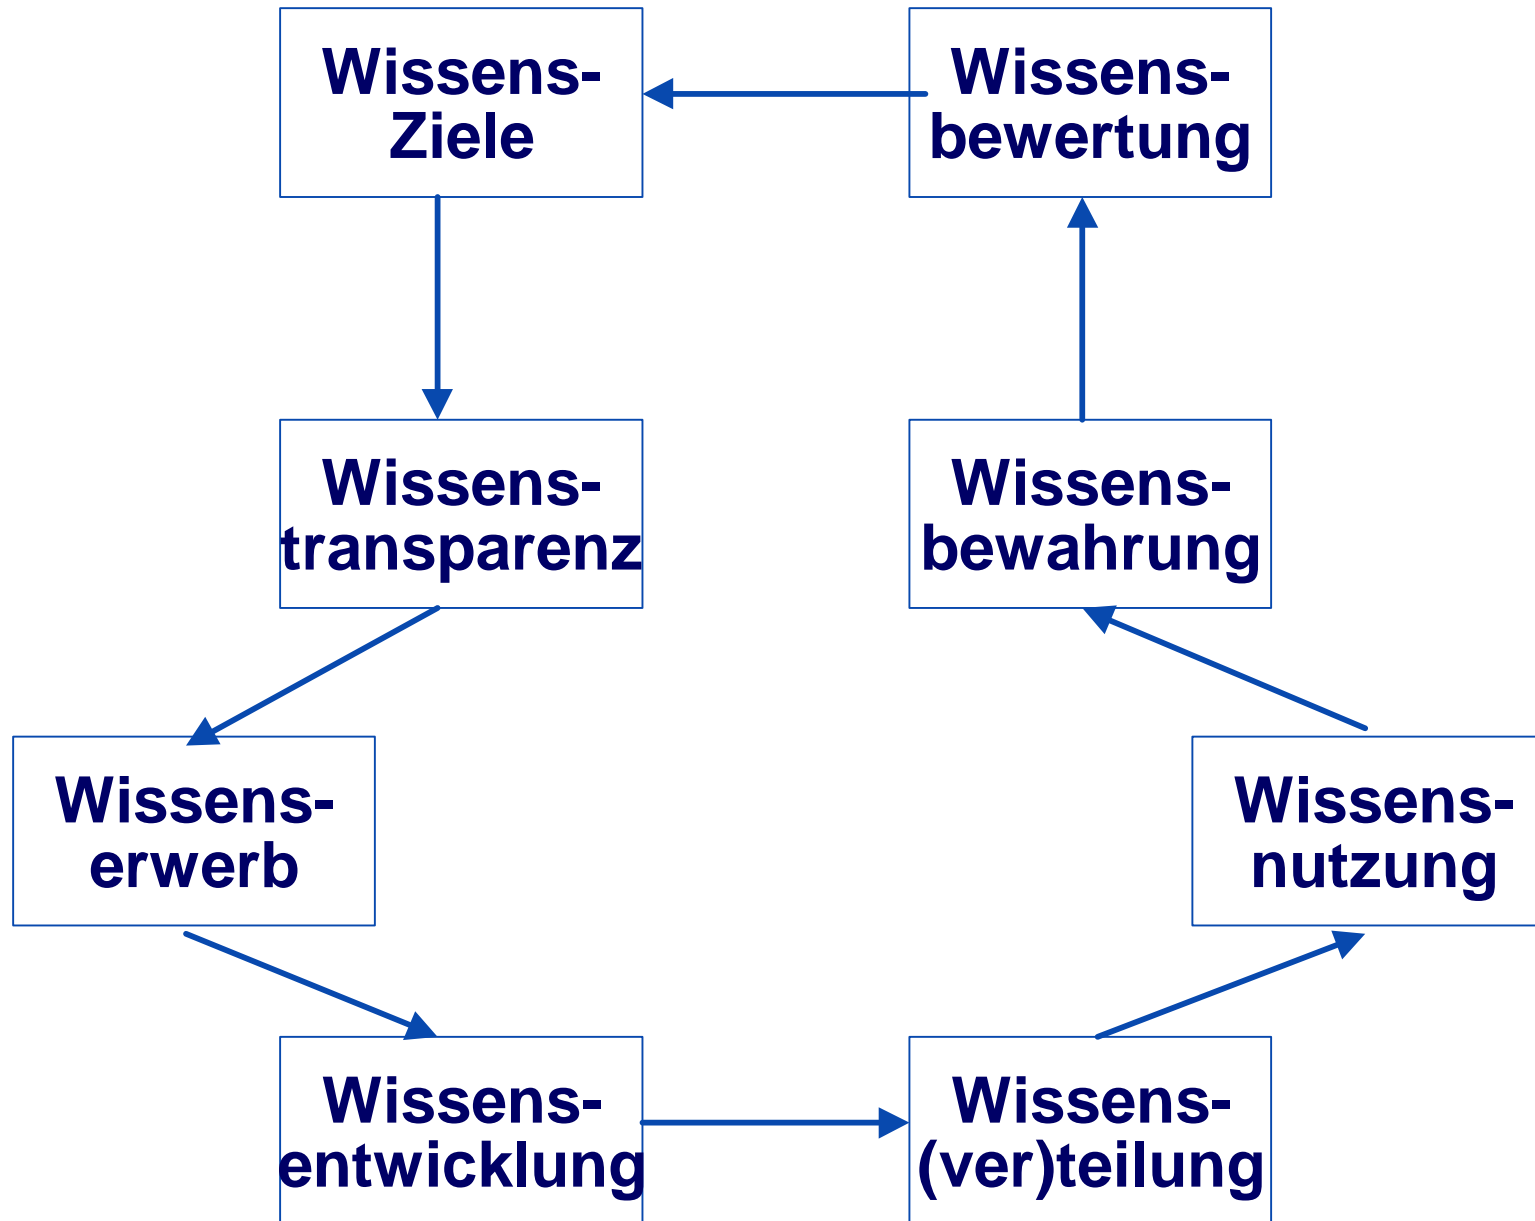 Wissens-
Ziele
Wissens-
bewertung
Wissens-
transparenz
Wissens-
bewahrung
Wissens-
erwerb
Wissens-
nutzung
Wissens-
entwicklung
Wissens-
(ver)teilung